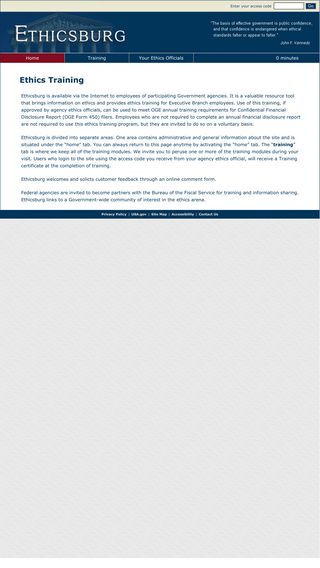 Enter your access code Go
ETHICSBURG
"The basis of effective government is public confidence,
and that confidence is endangered when ethical
standards falter or appear to falter."
John F. Kennedy
Home Training Your Ethics Officials 0 minutes
Ethics Training
Ethicsburg is available via the Internet to employees of participating Government agencies. It is a valuable resource tool
that brings information on ethics and provides ethics training for Executive Branch employees. Use of this training, if
approved by agency ethics officials, can be used to meet OGE annual training requirements for Confidential Financial
Disclosure Report (OGE Form 450) filers. Employees who are not required to complete an annual financial disclosure report
are not required to use this ethics training program, but they are invited to do so on a voluntary basis.
Ethicsburg is divided into separate areas. One area contains administrative and general information about the site and is
situated under the "home" tab. You can always return to this page anytime by activating the "home" tab. The "training"
tab is where we keep all of the training modules. We invite you to peruse one or more of the training modules during your
visit. Users who login to the site using the access code you receive from your agency ethics official, will receive a Training
certificate at the completion of training.
Ethicsburg welcomes and solicts customer feedback through an online comment form.
Federal agencies are invited to become partners with the Bureau of the Fiscal Service for training and information sharing.
Ethicsburg links to a Government-wide community of interest in the ethics arena.
Privacy Policy | USA.gov | Site Map | Accessibility | Contact Us